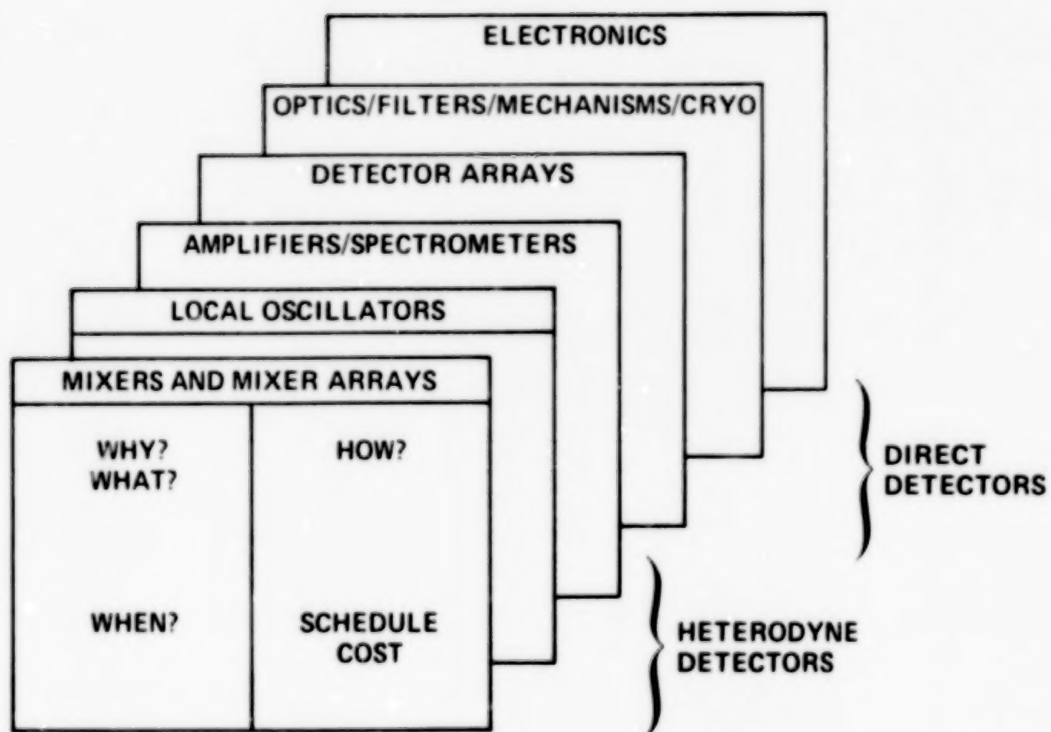 ELECTRONICS
OPTICS/FILTERS/MECHANISMS/CRYO
DETECTOR ARRAYS
AMPLIFIERS/SPECTROMETERS
LOCAL OSCILLATORS
MIXERS AND MIXER ARRAYS
WHY?
WHAT?
HOW?
WHEN?
SCHEDULE
COST
DIRECT
DETECTORS
HETERODYNE
DETECTORS